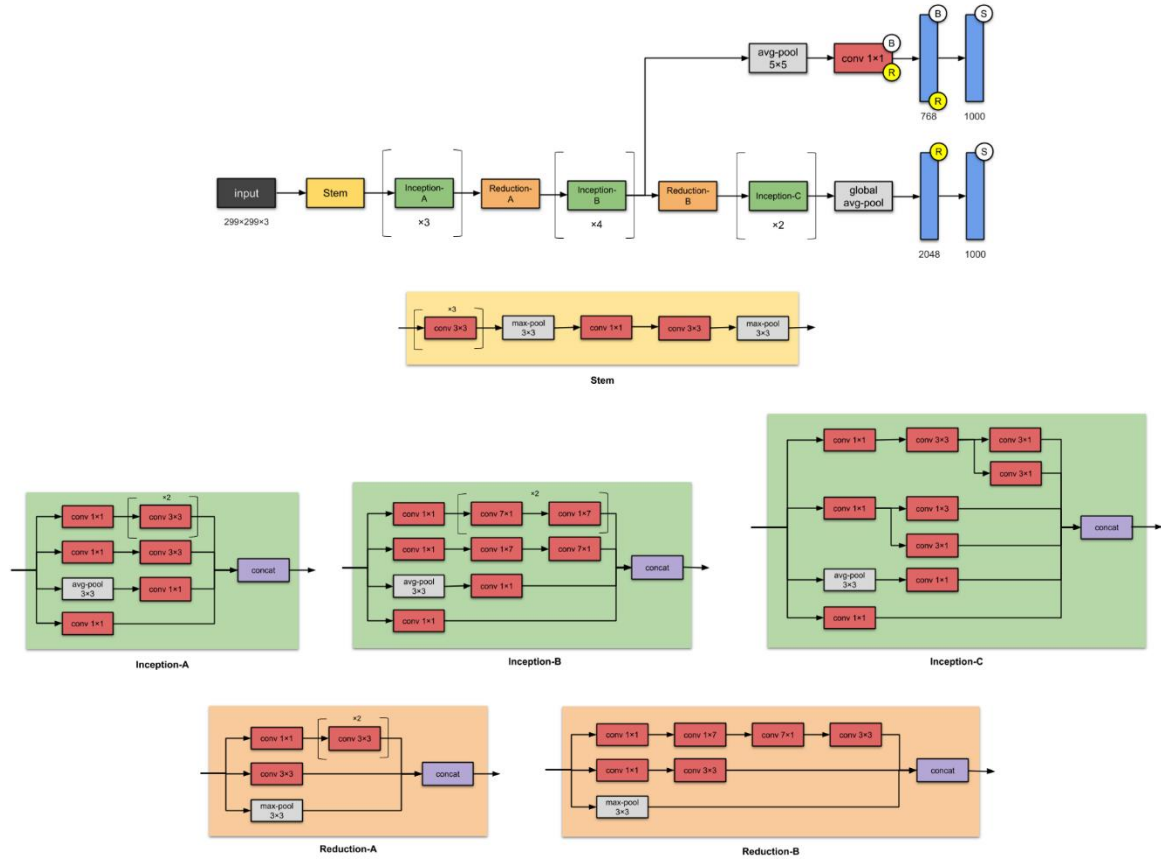 B
S
avg-pool
5×5
conv 1×1
R
R
768
1000
input
299×299×3
Stem
Inception-
A
×3
Reduction-
A
Inception-
B
×4
Reduction-
B
Inception-C
×2
global
avg-pool
R
S
2048
1000
B
×3
conv 3×3
max-pool
3×3
conv 1×1
conv 3×3
max-pool
3×3
Stem
×2
conv 1×1
conv 3×3
conv 1×1
conv 3×3
avg-pool
3×3
conv 1×1
conv 1×1
concat
Inception-A
×2
conv 1×1
conv 7×1
conv 1×7
conv 1×1
conv 1×7
conv 7×1
avg-pool
3×3
conv 1×1
conv 1×1
concat
Inception-B
conv 1×1
conv 3×3
conv 3×1
conv 3×1
conv 1×1
conv 1×3
conv 3×1
avg-pool
3×3
conv 1×1
conv 1×1
concat
Inception-C
×2
conv 1×1
conv 3×3
conv 3×3
max-pool
3×3
concat
Reduction-A
conv 1×1
conv 1×7
conv 7×1
conv 3×3
conv 1×1
conv 3×3
max-pool
3×3
concat
Reduction-B